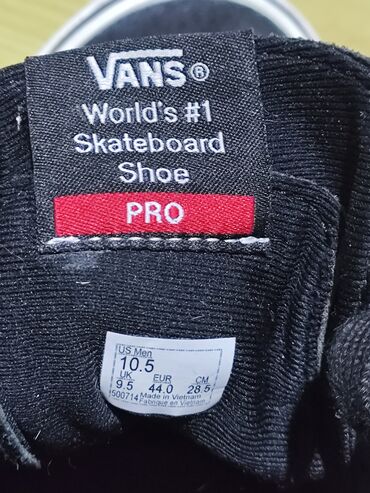 VANS®
World's #1
Skateboard
Shoe
PRO
US Men
10.5
UK EUR CM
9.5 44.0 28.5
500714 Made in Vietnam
Fabriqué en Vietnam